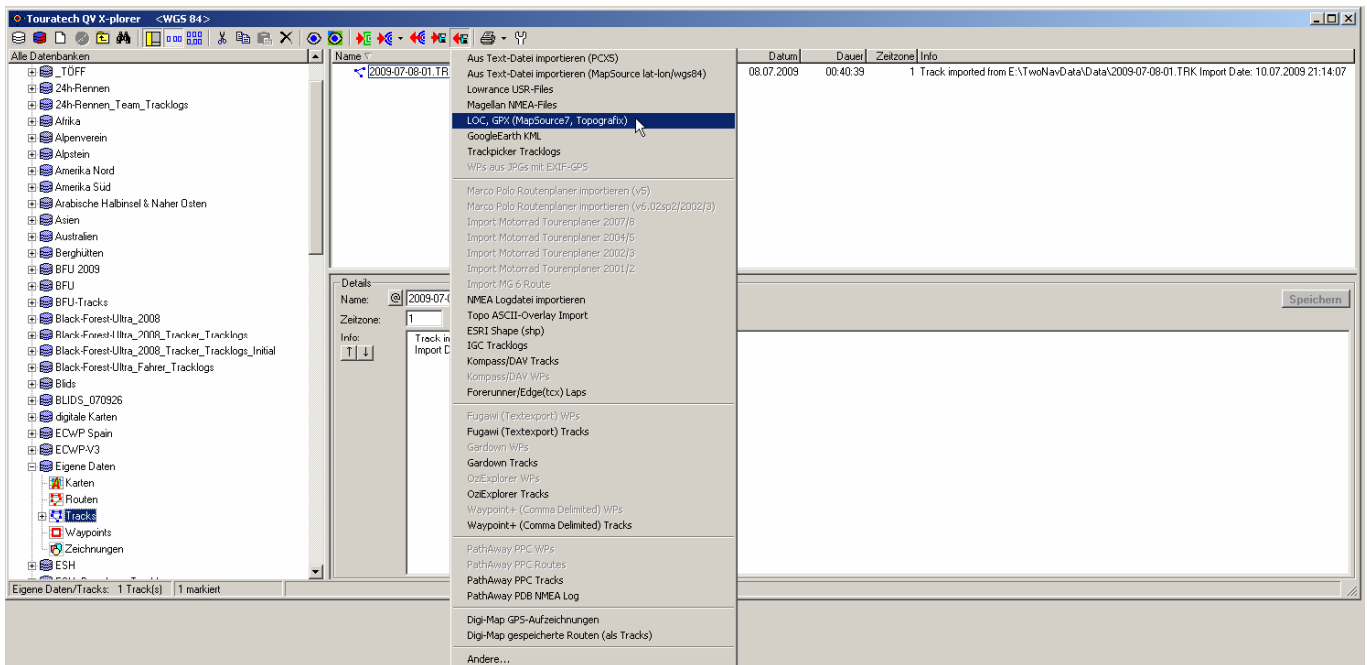 Touratech QV X-plorer <WGS 84>
Alle Datenbanken
_TÖFF
24h-Rennen
24h-Rennen_Team_Tracklogs
Afrika
Alpenverein
Alpstein
Amerika Nord
Amerika Süd
Arabische Halbinsel & Naher Osten
Asien
Australien
Berghütten
BFU 2009
BFU
BFU-Tracks
Black-Forest-Ultra_2008
Black-Forest-Ultra_2008_Tracker_Tracklogs
Black-Forest-Ultra_2008_Tracker_Tracklogs_Initial
Black-Forest-Ultra_Fahrer_Tracklogs
Blids
BLIDS_070926
digitale Karten
ECWP Spain
ECWP-V3
Eigene Daten
Karten
Routen
Tracks
Waypoints
Zeichnungen
ESH
Eigene Daten/Tracks: 1 Track(s) 1 markiert
Name Datum Dauer Zeitzone Info
2009-07-08-01.TR 08.07.2009 00:40:39 1 Track imported from E:\TwoNavData\Data\2009-07-08-01.TRK Import Date: 10.07.2009 21:14:07
Details
Name: @ 2009-07-0
Zeitzone: 1
Info: Track in
Import D
Speichern
Aus Text-Datei importieren (PCX5)
Aus Text-Datei importieren (MapSource lat-lon/wgs84)
Lowrance USR-Files
Magellan NMEA-Files
LOC, GPX (MapSource7, Topografix)
GoogleEarth KML
Trackpicker Tracklogs
WPs aus JPGs mit EXIF-GPS
Marco Polo Routenplaner importieren (v5)
Marco Polo Routenplaner importieren (v6.02sp2/2002/3)
Import Motorrad Tourenplaner 2007/8
Import Motorrad Tourenplaner 2004/5
Import Motorrad Tourenplaner 2002/3
Import Motorrad Tourenplaner 2001/2
Import MG 6 Route
NMEA Logdatei importieren
Topo ASCII-Overlay Import
ESRI Shape (shp)
IGC Tracklogs
Kompass/DAV Tracks
Kompass/DAV WPs
Forerunner/Edge(tcx) Laps
Fugawi (Textexport) WPs
Fugawi (Textexport) Tracks
Gardown WPs
Gardown Tracks
OziExplorer WPs
OziExplorer Tracks
Waypoint+ (Comma Delimited) WPs
Waypoint+ (Comma Delimited) Tracks
PathAway PPC WPs
PathAway PPC Routes
PathAway PPC Tracks
PathAway PDB NMEA Log
Digi-Map GPS-Aufzeichnungen
Digi-Map gespeicherte Routen (als Tracks)
Andere...